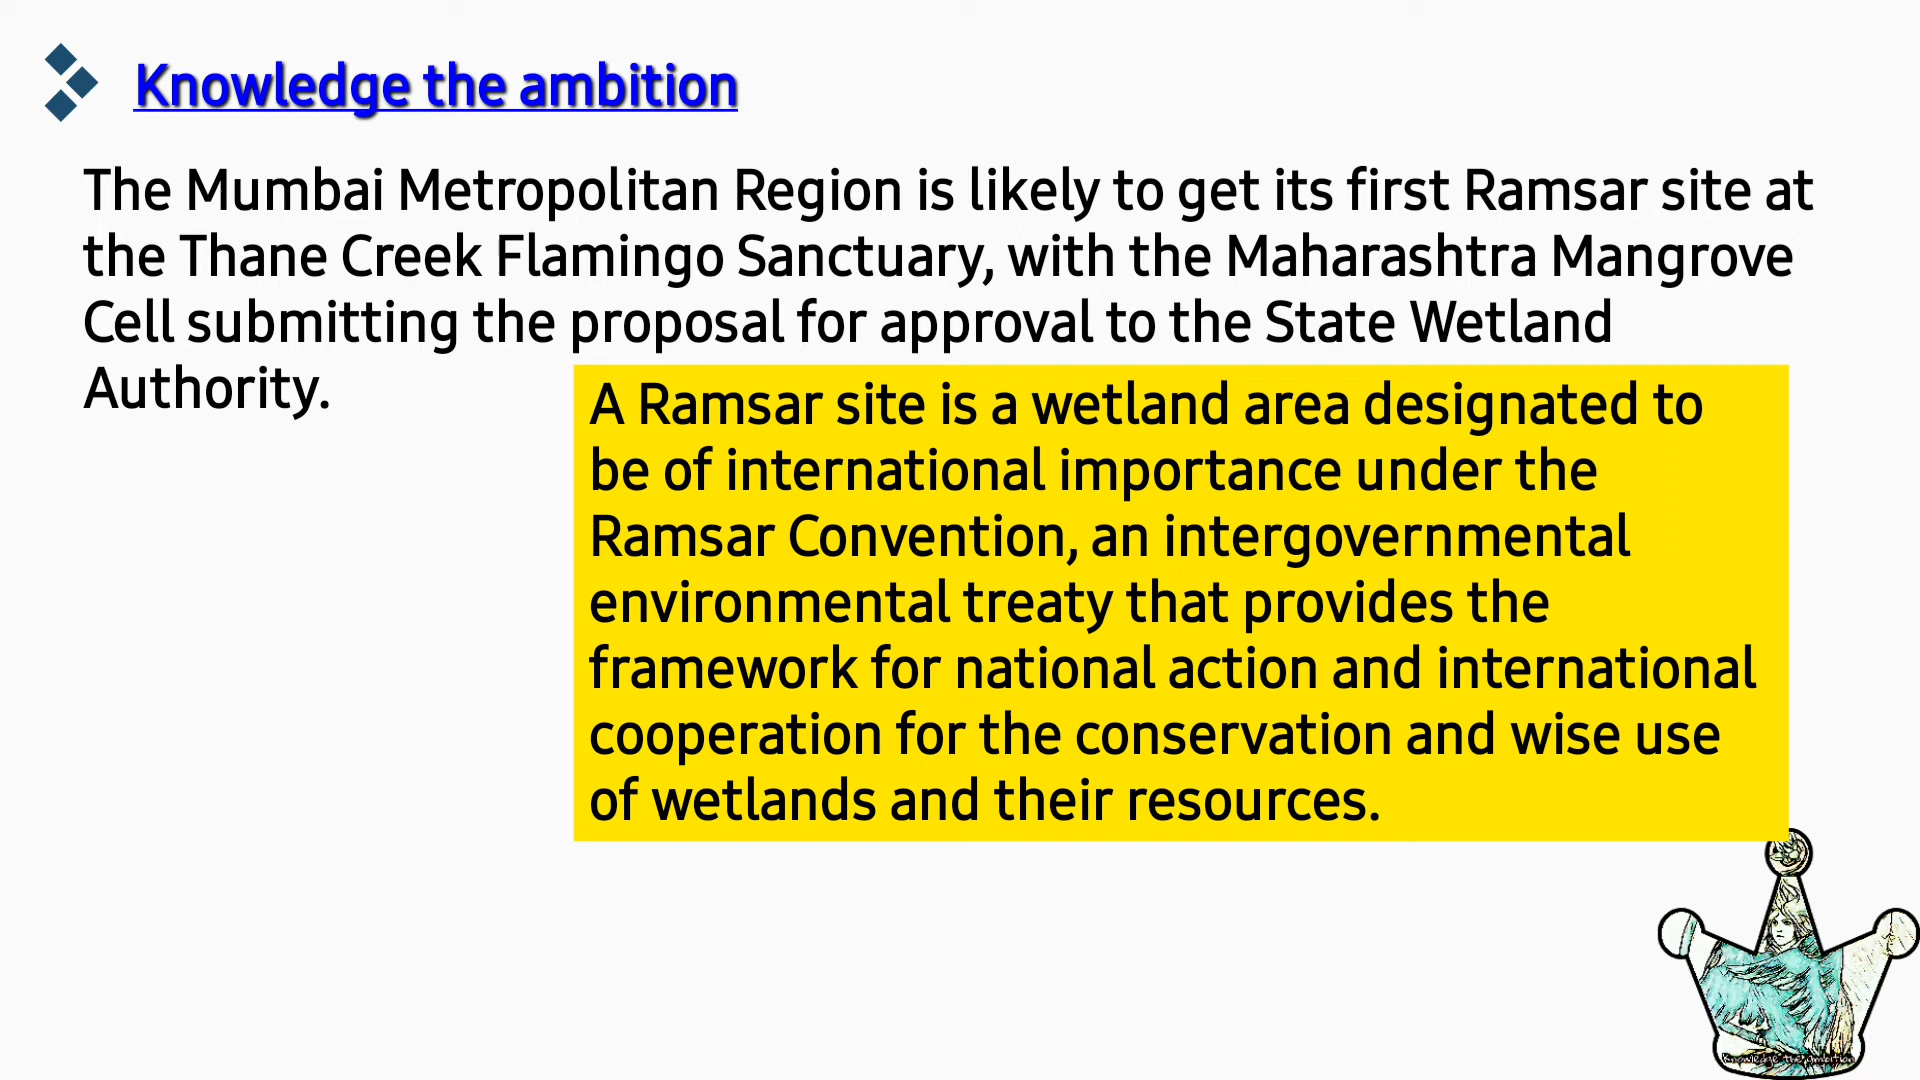 Knowledge the ambition
The Mumbai Metropolitan Region is likely to get its first Ramsar site at
the Thane Creek Flamingo Sanctuary, with the Maharashtra Mangrove
Cell submitting the proposal for approval to the State Wetland
Authority.
A Ramsar site is a wetland area designated to
be of international importance under the
Ramsar Convention, an intergovernmental
environmental treaty that provides the
framework for national action and international
cooperation for the conservation and wise use
of wetlands and their resources.
Knowledge the ambition